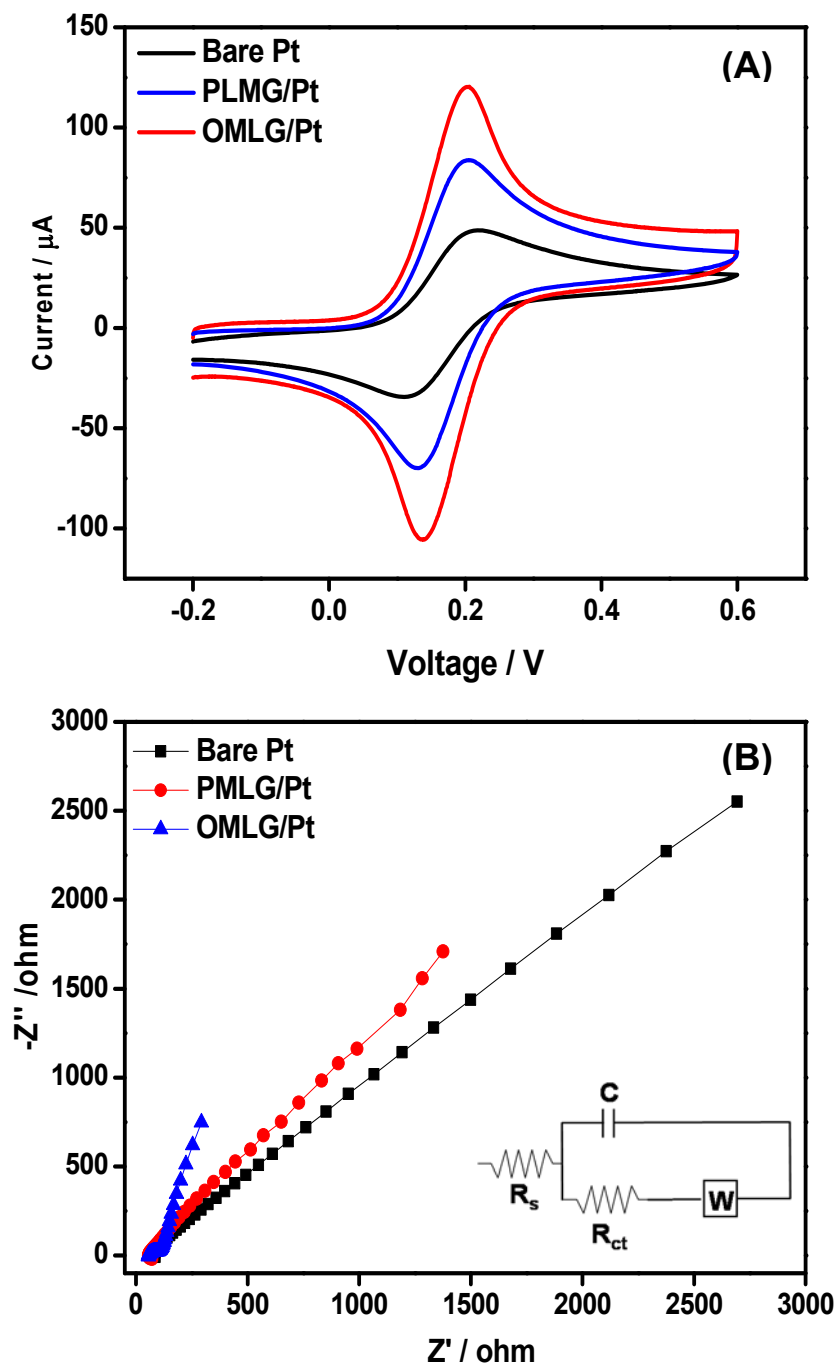 150
100
50
0
-50
-100
Current / μA
Bare Pt
PLMG/Pt
OMLG/Pt
(A)
-0.2 0.0 0.2 0.4 0.6
Voltage / V
3000
2500
2000
1500
1000
500
0
-Z'' /ohm
Bare Pt
PMLG/Pt
OMLG/Pt
(B)
C
Rs
Rct
W
0 500 1000 1500 2000 2500 3000
Z' / ohm